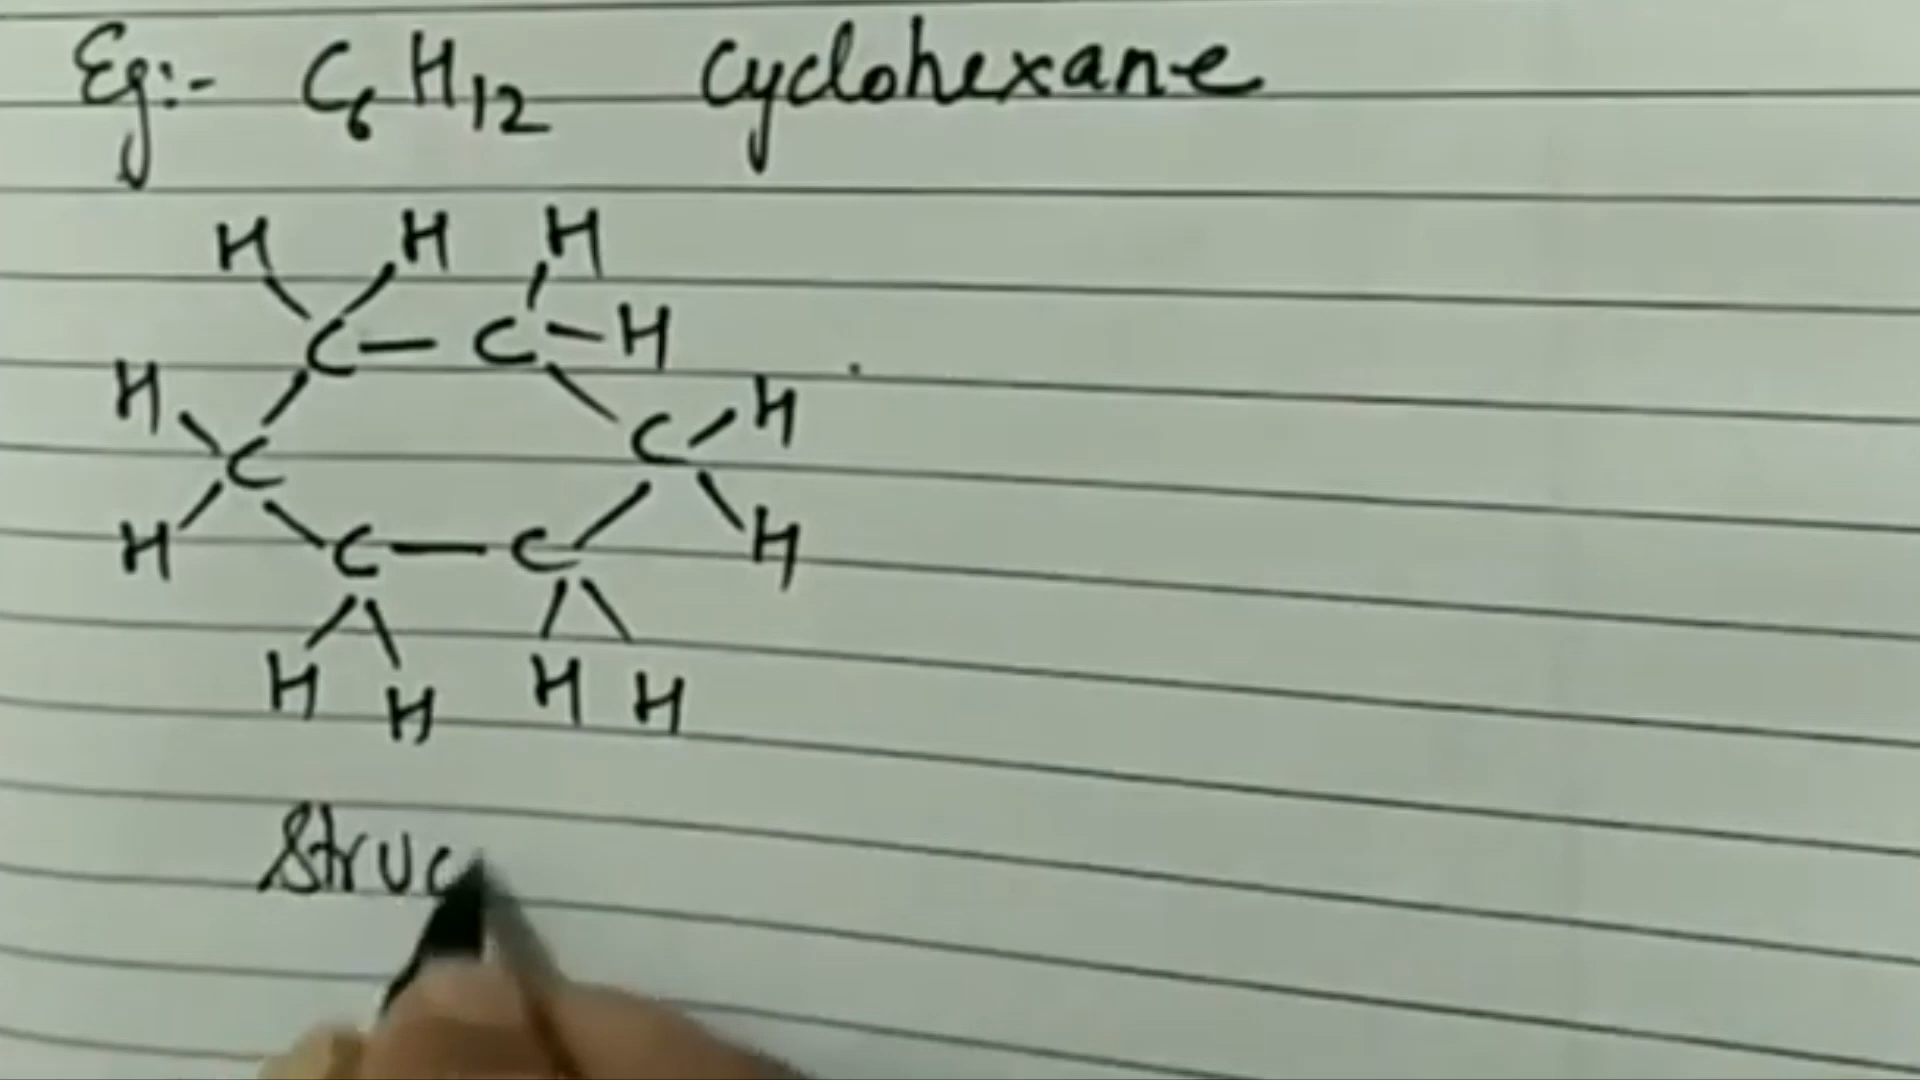 Eg:- C₆H₁₂ Cyclohexane
H H H
C — C — H
H H
C C
H C — C H
H H H H
Struc